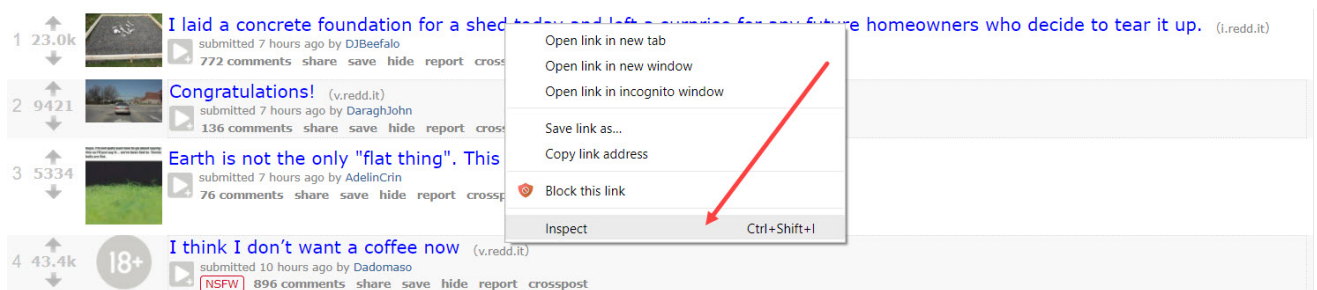 I laid a concrete foundation for a shed today and left a surprise for any future homeowners who decide to tear it up. (i.redd.it)
1 23.0k
submitted 7 hours ago by DJBeefalo
772 comments share save hide report
Congratulations! (v.redd.it)
2 9421
submitted 7 hours ago by DaraghJohn
136 comments share save hide report
Earth is not the only "flat thing". This
3 5334
submitted 7 hours ago by AdelinCrin
76 comments share save hide report
I think I don’t want a coffee now (v.redd.it)
4 43.4k
18+
submitted 10 hours ago by Dadomaso
NSFW 896 comments share save hide report crosspost
Open link in new tab
Open link in new window
Open link in incognito window
Save link as...
Copy link address
Block this link
Inspect Ctrl+Shift+I